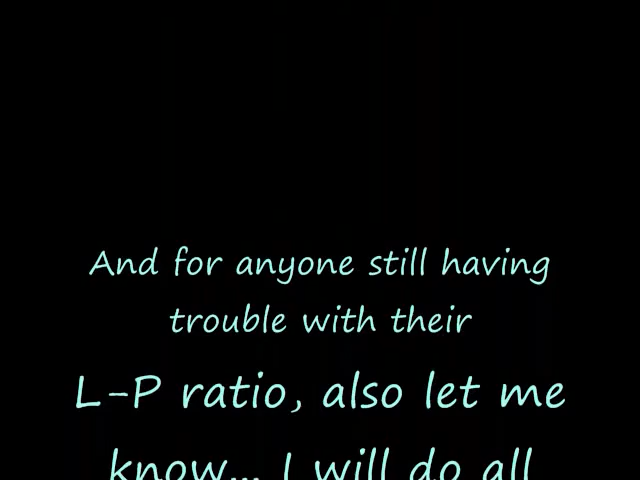 And for anyone still having
trouble with their
L-P ratio, also let me
know... I will do all